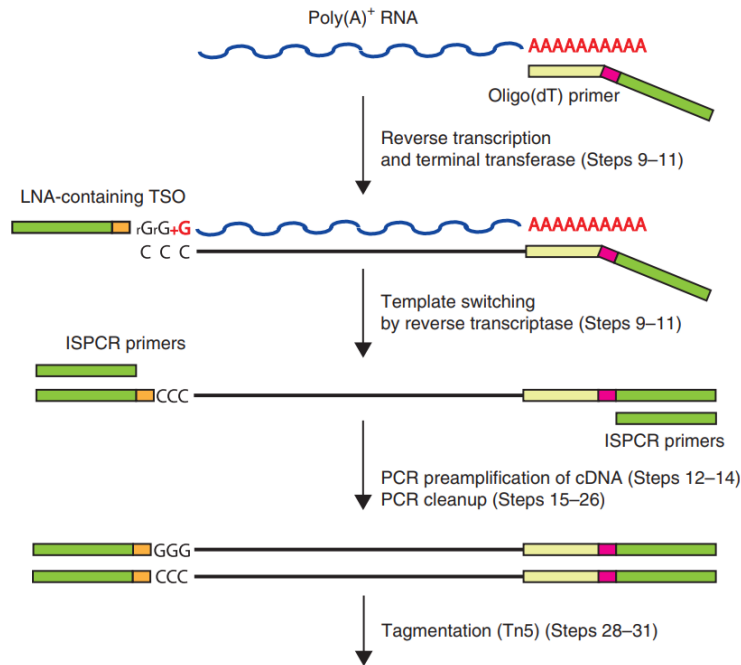 Poly(A)+ RNA
AAAAAAAAAA
Oligo(dT) primer
Reverse transcription
and terminal transferase (Steps 9–11)
LNA-containing TSO
rGrG+G
AAAAAAAAAA
C C C
Template switching
by reverse transcriptase (Steps 9–11)
ISPCR primers
CCC
ISPCR primers
PCR preamplification of cDNA (Steps 12–14)
PCR cleanup (Steps 15–26)
GGG
CCC
Tagmentation (Tn5) (Steps 28–31)